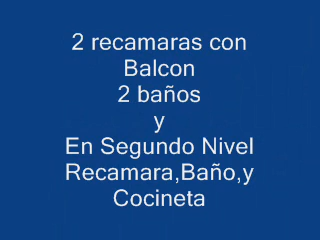 2 recamaras con
Balcon
2 baños
y
En Segundo Nivel
Recamara,Baño,y
Cocineta